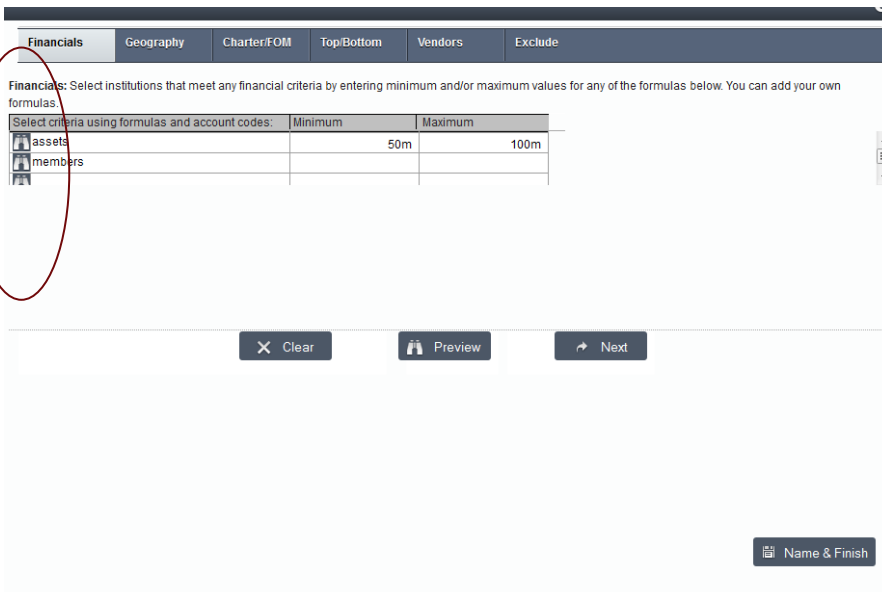 Financials Geography Charter/FOM Top/Bottom Vendors Exclude
Financials: Select institutions that meet any financial criteria by entering minimum and/or maximum values for any of the formulas below. You can add your own
formulas.
Select criteria using formulas and account codes: Minimum Maximum
assets 50m 100m
members
Clear Preview Next
Name & Finish